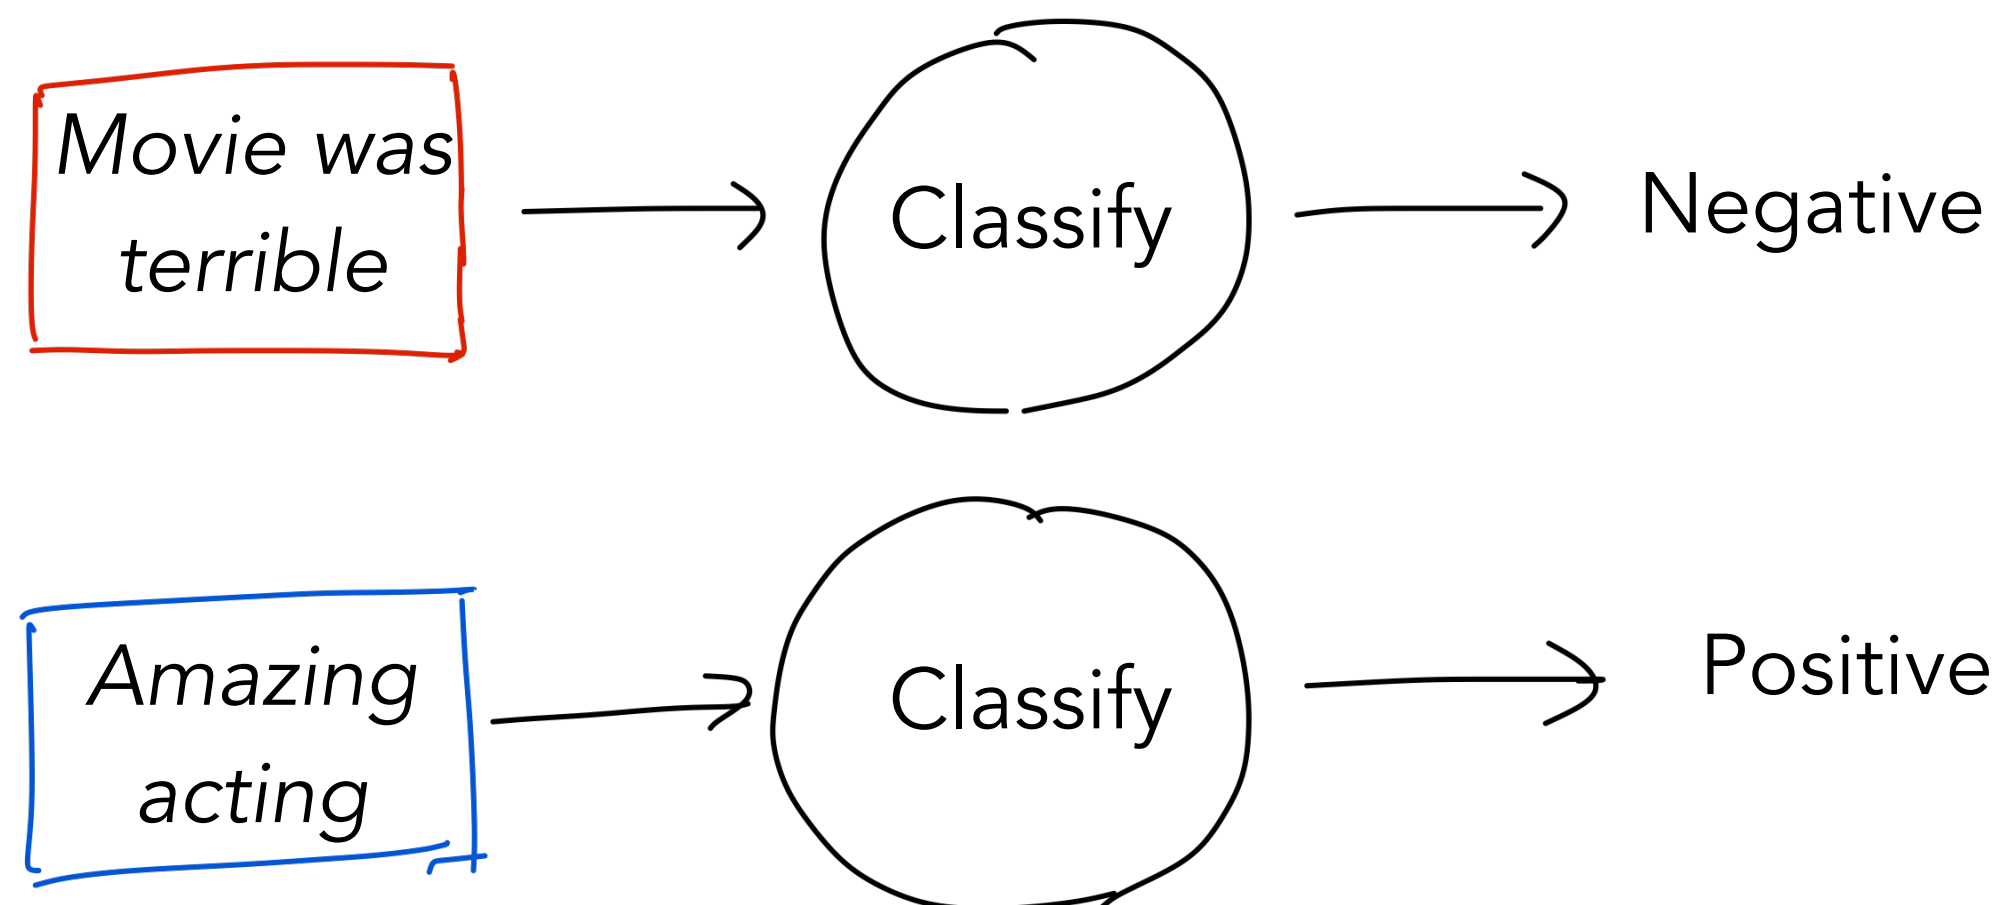 Movie was
terrible
Classify
Negative
Amazing
acting
Classify
Positive